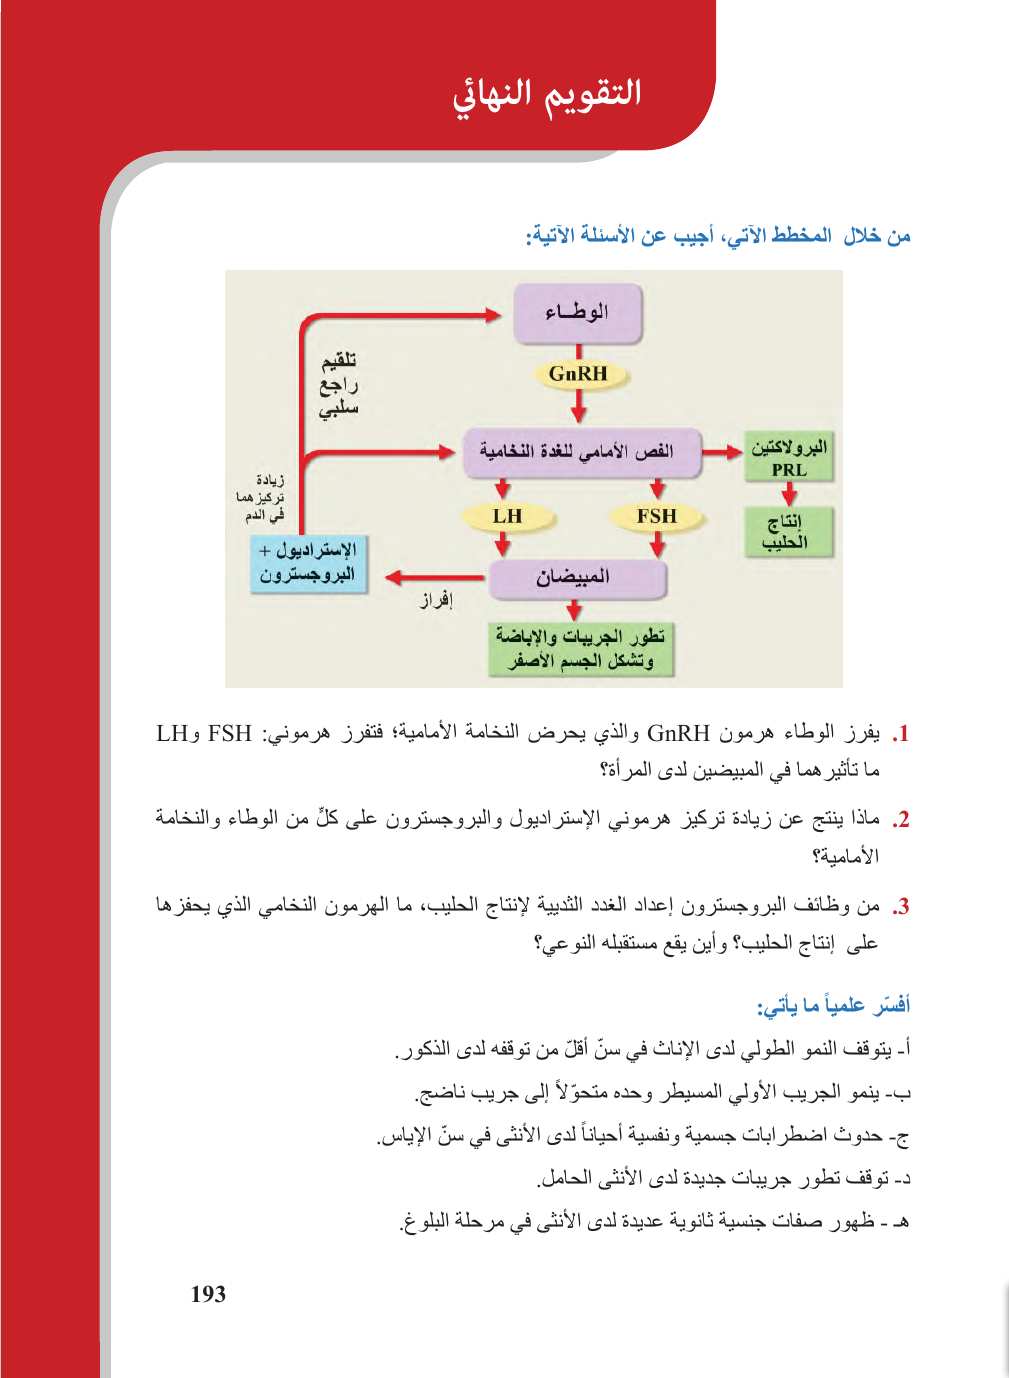 التقويم النهائي
من خلال المخطط الآتي، أجيب عن الأسئلة الآتية:
الوطـاء
GnRH
تلقيم
راجع
سلبي
الفص الأمامي للغدة النخامية
البرولاكتين
PRL
زيادة
تركيزهما
في الدم
LH
FSH
إنتاج
الحليب
الإستراديول +
البروجسترون
إفراز
المبيضان
تطور الجريبات والإباضة
وتشكل الجسم الأصفر
1. يفرز الوطاء هرمون GnRH والذي يحرض النخامة الأمامية؛ فتفرز هرموني: FSH وLH
ما تأثيرهما في المبيضين لدى المرأة؟
2. ماذا ينتج عن زيادة تركيز هرموني الإستراديول والبروجسترون على كلٍّ من الوطاء والنخامة
الأمامية؟
3. من وظائف البروجسترون إعداد الغدد الثديية لإنتاج الحليب، ما الهرمون النخامي الذي يحفزها
على إنتاج الحليب؟ وأين يقع مستقبله النوعي؟
أفسّر علمياً ما يأتي:
أ- يتوقف النمو الطولي لدى الإناث في سنّ أقلّ من توقفه لدى الذكور.
ب- ينمو الجريب الأولي المسيطر وحده متحوّلاً إلى جريب ناضج.
ج- حدوث اضطرابات جسمية ونفسية أحياناً لدى الأنثى في سنّ الإياس.
د- توقف تطور جريبات جديدة لدى الأنثى الحامل.
هـ - ظهور صفات جنسية ثانوية عديدة لدى الأنثى في مرحلة البلوغ.
193